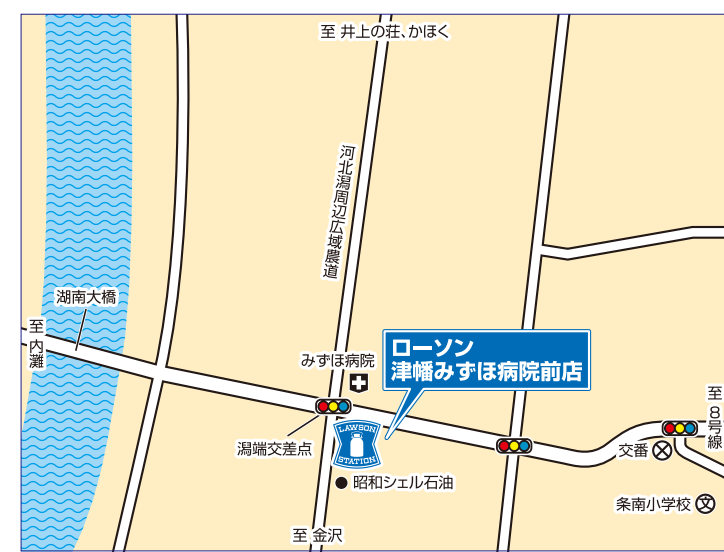 至 井上の荘、かほく
河北潟周辺広域農道
湖南大橋
至内灘
ローソン
津幡みずほ病院前店
みずほ病院
至8号線
LAWSON
STATION
潟端交差点
交番
昭和シェル石油
条南小学校
文
至 金沢